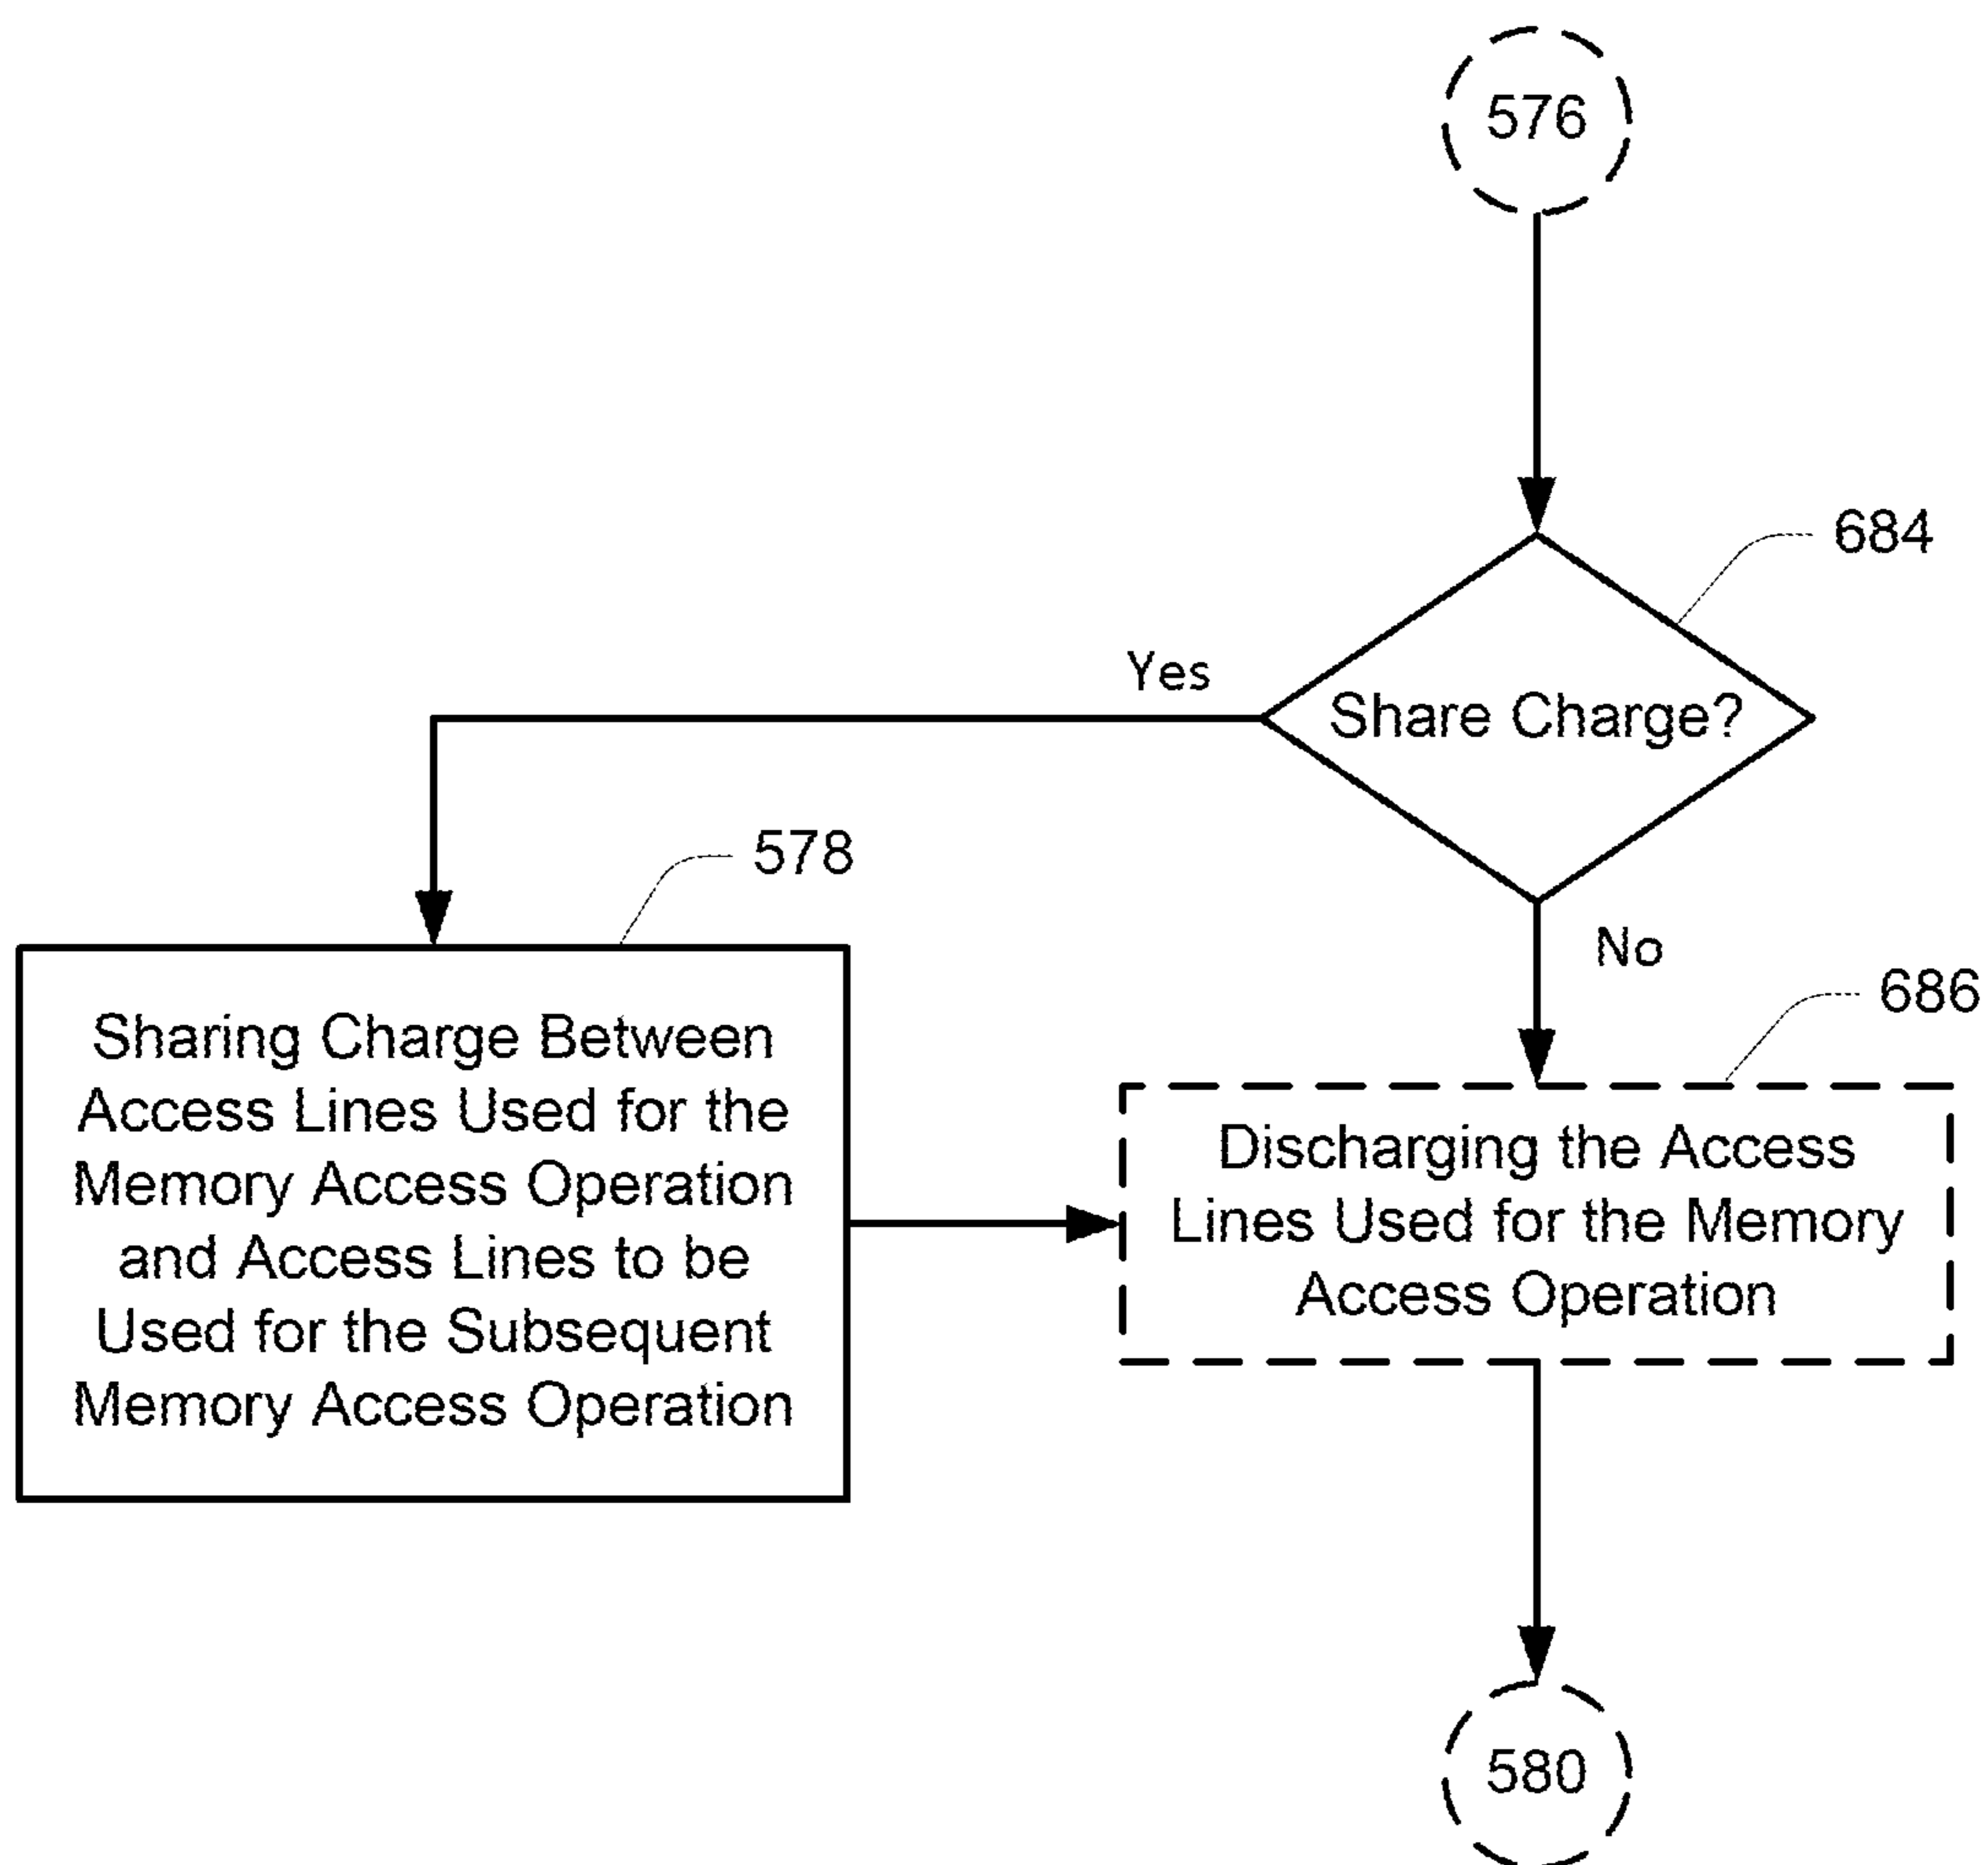 576
684
Share Charge?
Yes
No
578
Sharing Charge Between
Access Lines Used for the
Memory Access Operation
and Access Lines to be
Used for the Subsequent
Memory Access Operation
686
Discharging the Access
Lines Used for the Memory
Access Operation
580